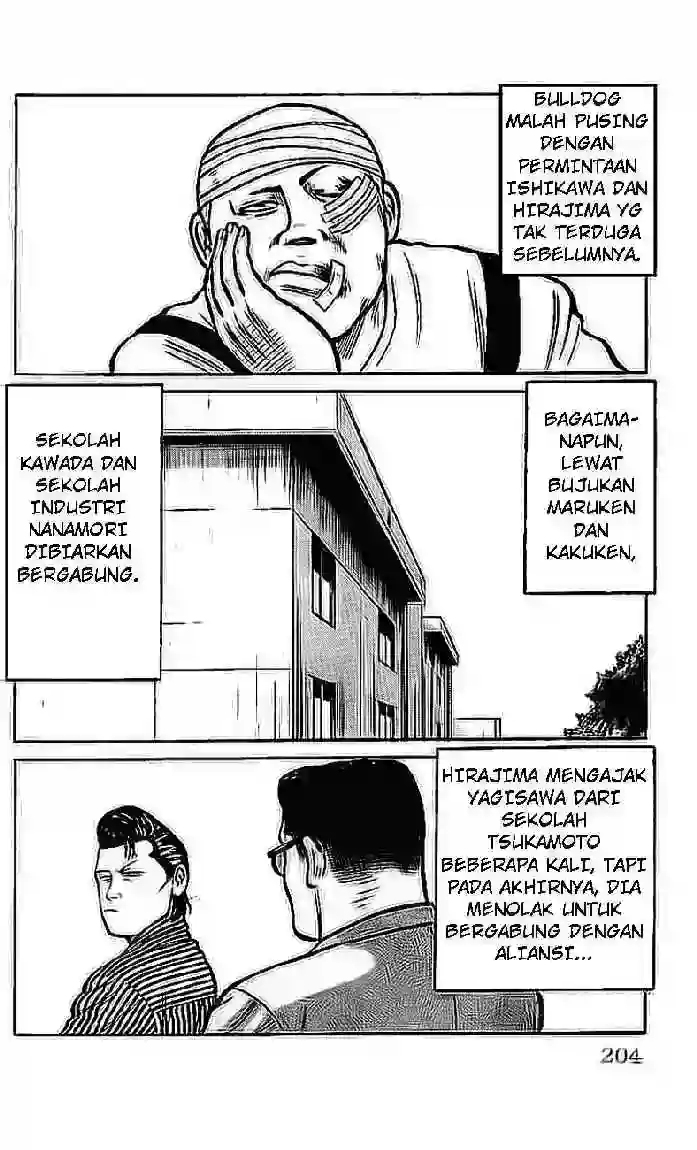 BULLDOG
MALAH PUSING
DENGAN
PERMINTAAN
ISHIKAWA DAN
HIRAJIMA YG
TAK TERDUGA
SEBELUMNYA.
BAGAIMA-
NAPUN,
LEWAT
BUJUKAN
MARUKEN
DAN
KAKUKEN,
SEKOLAH
KAWADA DAN
SEKOLAH
INDUSTRI
NANAMORI
DIBIARKAN
BERGABUNG.
HIRAJIMA MENGAJAK
YAGISAWA DARI
SEKOLAH
TSUKAMOTO
BEBERAPA KALI, TAPI
PADA AKHIRNYA, DIA
MENOLAK UNTUK
BERGABUNG DENGAN
ALIANSI...
204